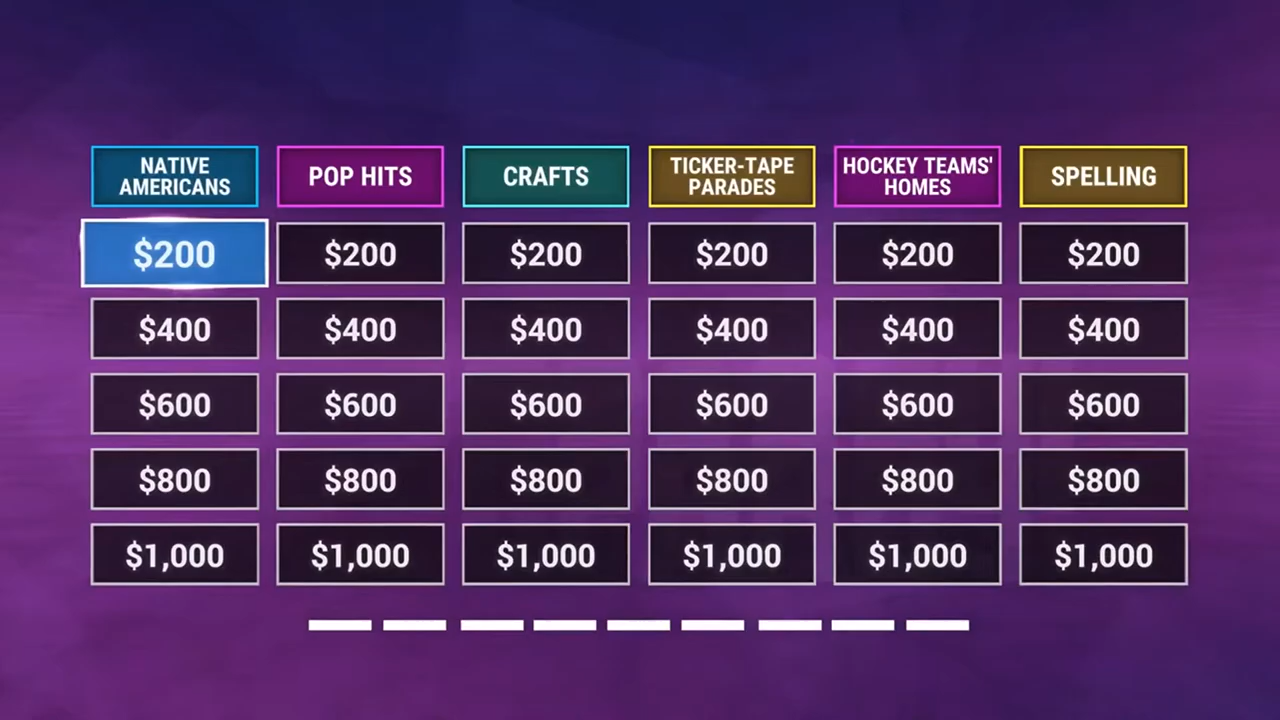 NATIVE
AMERICANS
POP HITS
CRAFTS
TICKER-TAPE
PARADES
HOCKEY TEAMS'
HOMES
SPELLING
$200 $200 $200 $200 $200 $200
$400 $400 $400 $400 $400 $400
$600 $600 $600 $600 $600 $600
$800 $800 $800 $800 $800 $800
$1,000 $1,000 $1,000 $1,000 $1,000 $1,000